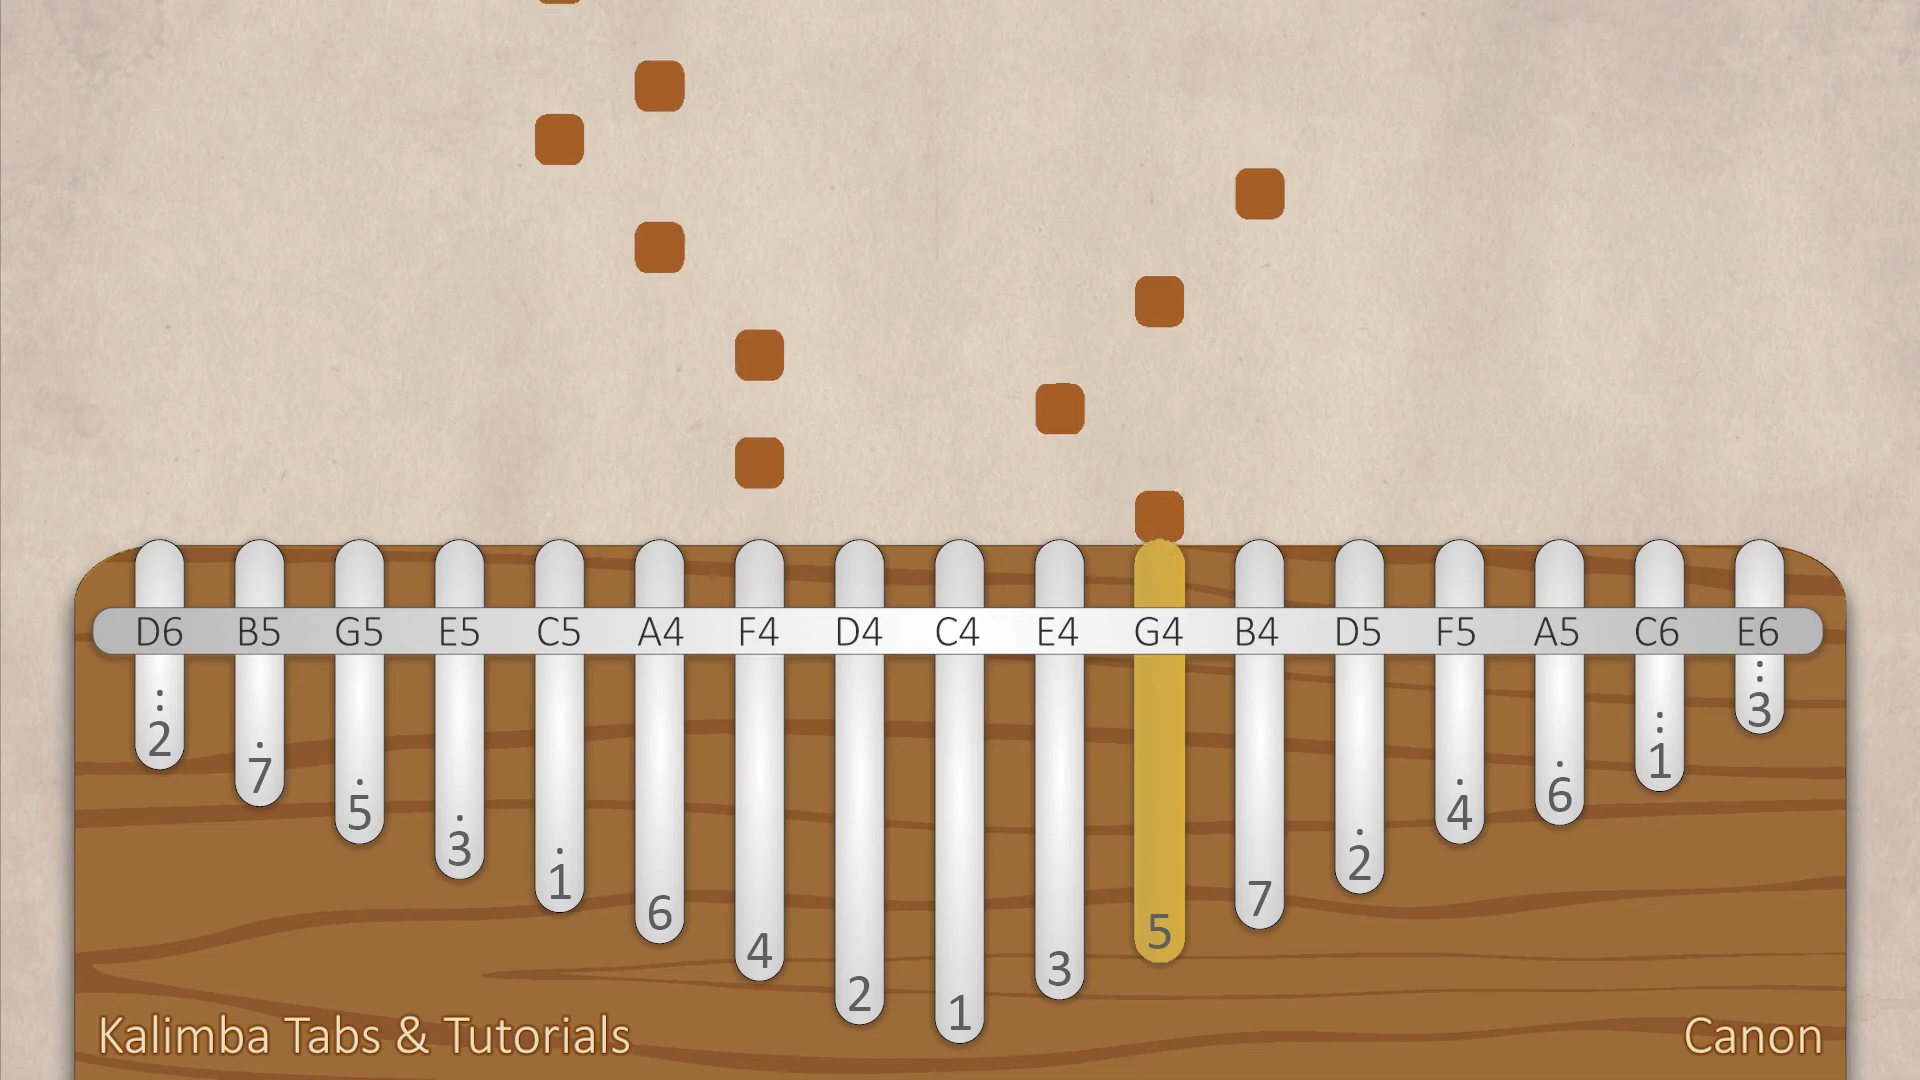 D6 B5 G5 E5 C5 A4 F4 D4 C4 E4 G4 B4 D5 F5 A5 C6 E6
2 7 5 3 1 6 4 2 1 3 5 7 2 4 6 1 3
Kalimba Tabs & Tutorials
Canon